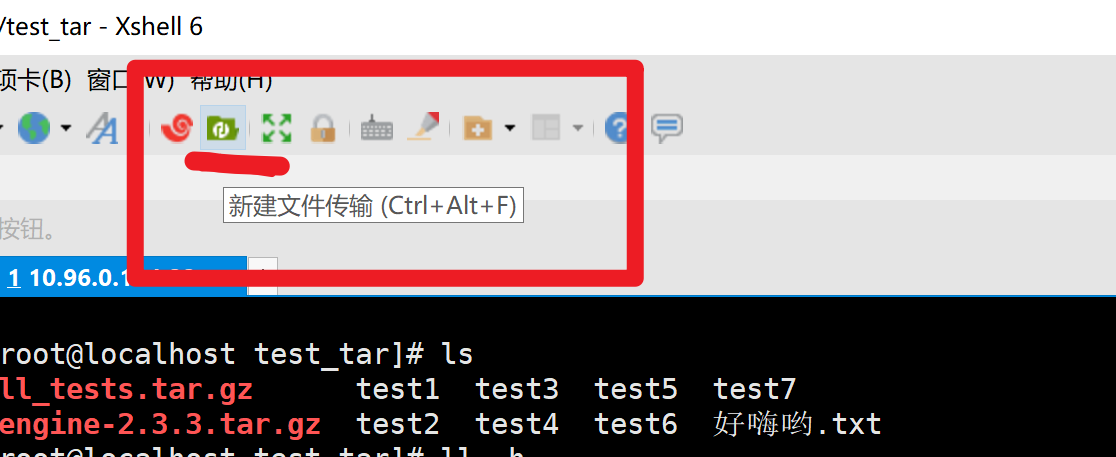 /test_tar - Xshell 6
项卡(B) 窗口(W) 帮助(H)
新建文件传输 (Ctrl+Alt+F)
按钮。
1 10.96.0.1
root@localhost test_tar]# ls
ll_tests.tar.gz test1 test3 test5 test7
engine-2.3.3.tar.gz test2 test4 test6 好嗨哟.txt
root@localhost test_tar]# ll -h